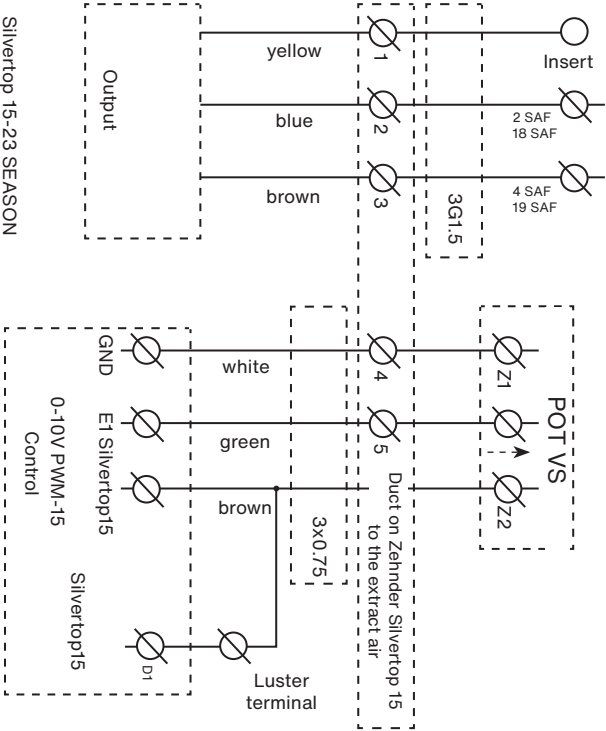 Silvertop 15-23 SEASON
Output
yellow
blue
brown
1
2
3
3G1.5
Insert
2 SAF
18 SAF
4 SAF
19 SAF
GND
E1 Silvertop15
0-10V PWM-15
Control
Silvertop15
D1
white
green
brown
Luster
terminal
3x0.75
4
5
Duct on Zehnder Silvertop 15
to the extract air
Z1
Z2
POT VS